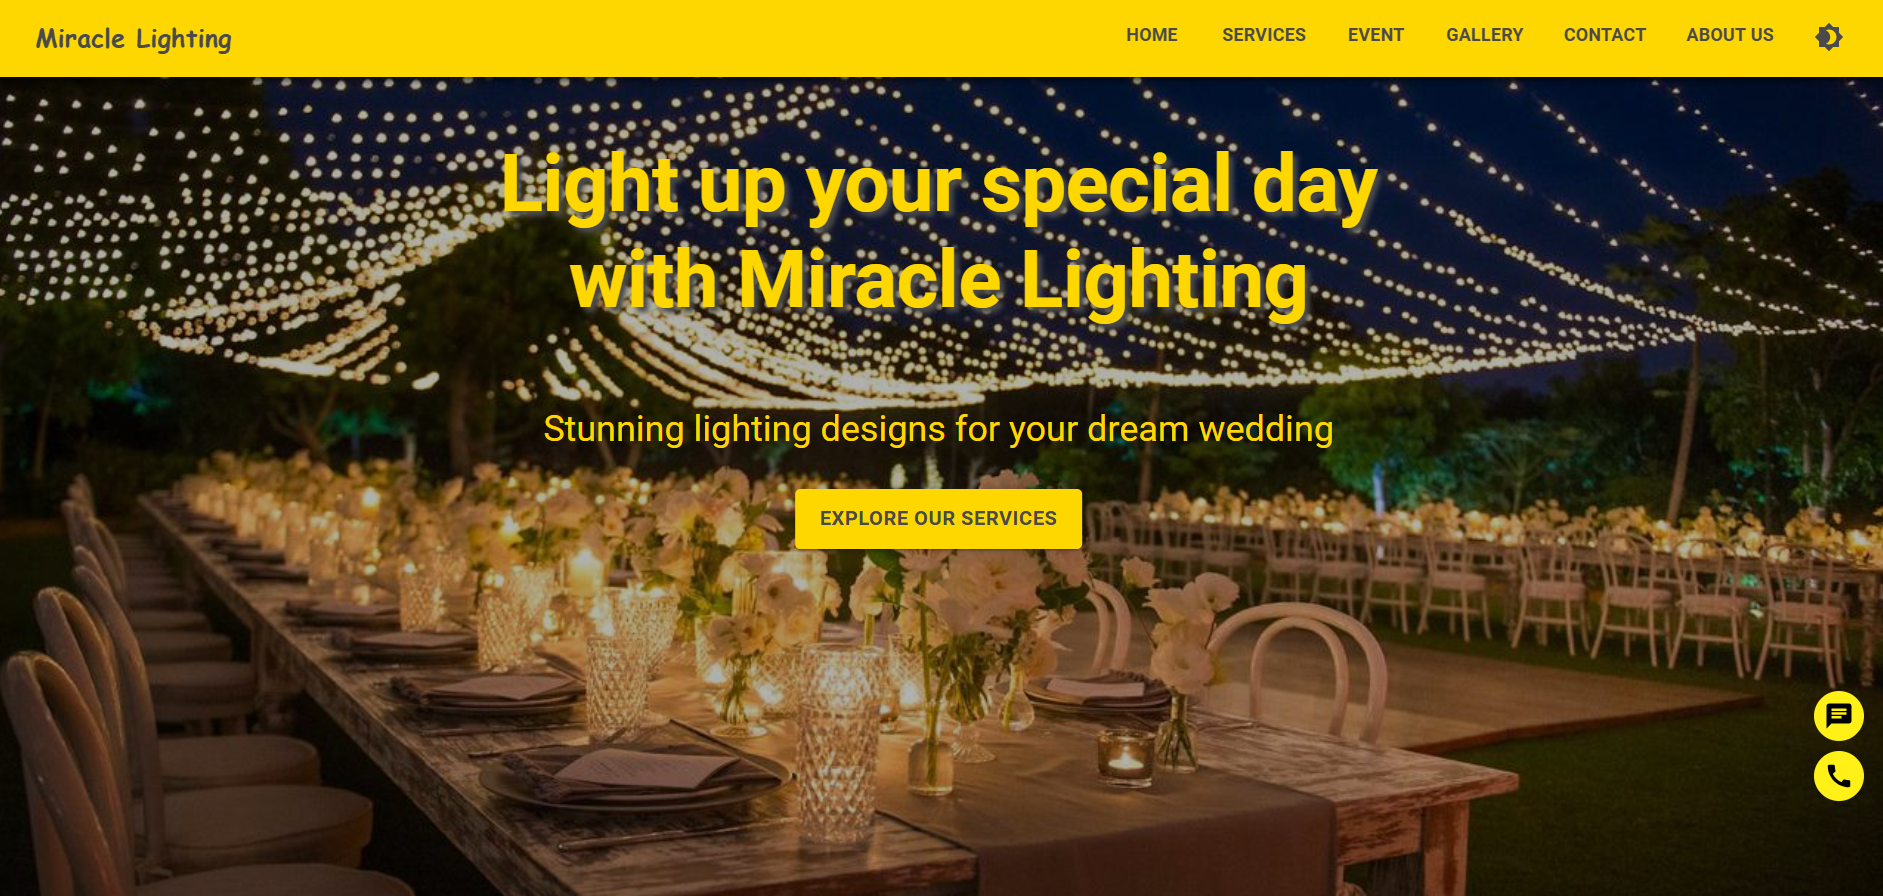 Miracle Lighting
HOME SERVICES EVENT GALLERY CONTACT ABOUT US
Light up your special day
with Miracle Lighting
Stunning lighting designs for your dream wedding
EXPLORE OUR SERVICES